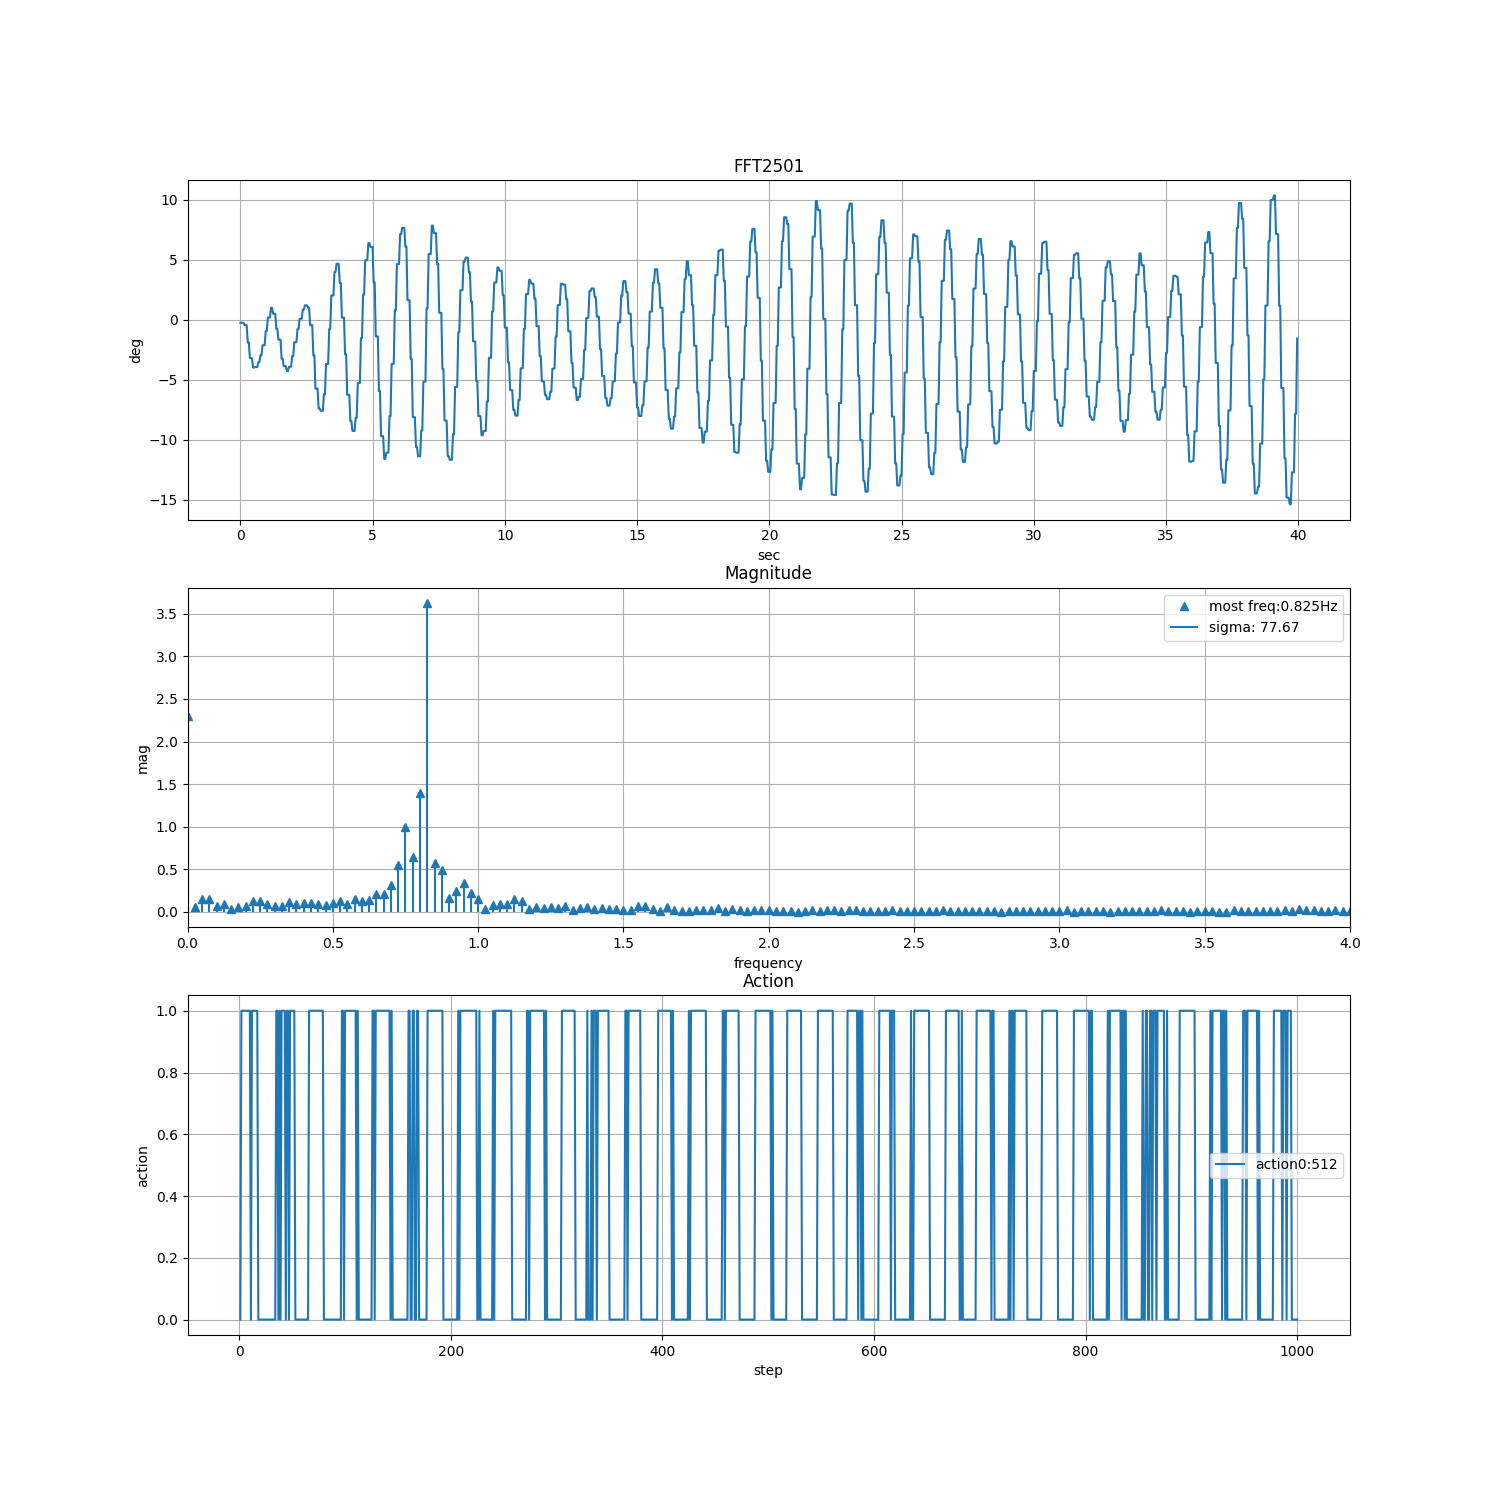 FFT2501
10
5
0
−5
−10
−15
deg
0 5 10 15 20 25 30 35 40
sec
Magnitude
most freq:0.825Hz
sigma: 77.67
3.5
3.0
2.5
2.0
1.5
1.0
0.5
0.0
mag
0.0 0.5 1.0 1.5 2.0 2.5 3.0 3.5 4.0
frequency
Action
1.0
0.8
0.6
0.4
0.2
0.0
action
action0:512
0 200 400 600 800 1000
step